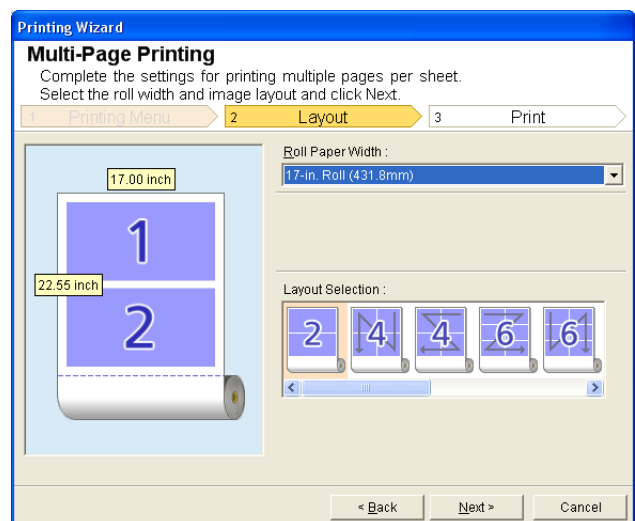 Printing Wizard
Multi-Page Printing
Complete the settings for printing multiple pages per sheet.
Select the roll width and image layout and click Next.
1 Printing Menu 2 Layout 3 Print
Roll Paper Width :
17-in. Roll (431.8mm)
17.00 inch
1
22.55 inch
2
Layout Selection :
2 4 4 6 6
< Back Next > Cancel